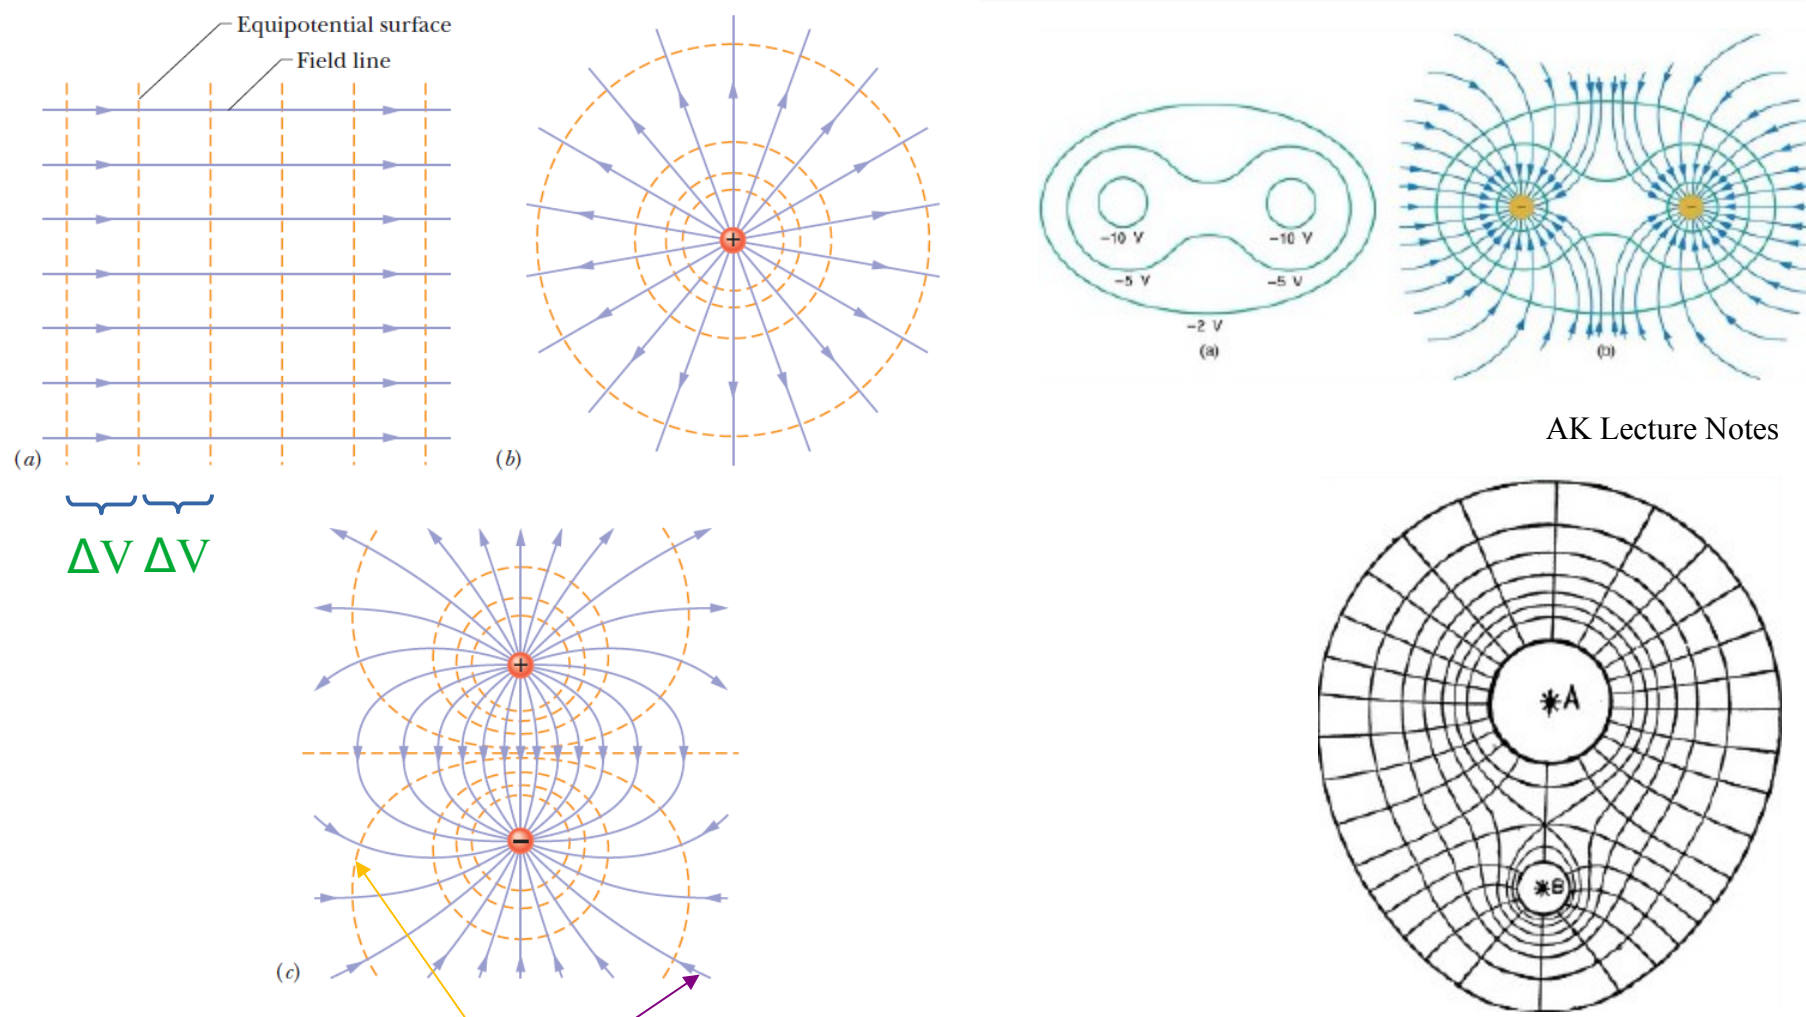 Equipotential surface
Field line
(a)
(b)
ΔV ΔV
+
+
−
(c)
−10 V
−10 V
−5 V
−5 V
−2 V
(a)
−
−
(b)
AK Lecture Notes
*A
*B